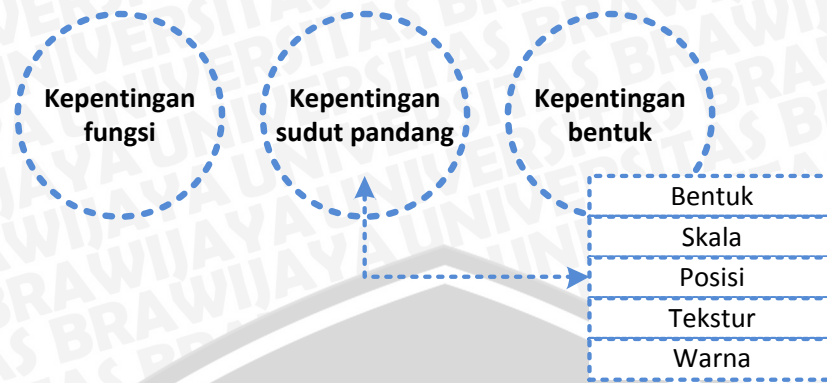 Kepentingan
fungsi
Kepentingan
sudut pandang
Kepentingan
bentuk
Bentuk
Skala
Posisi
Tekstur
Warna